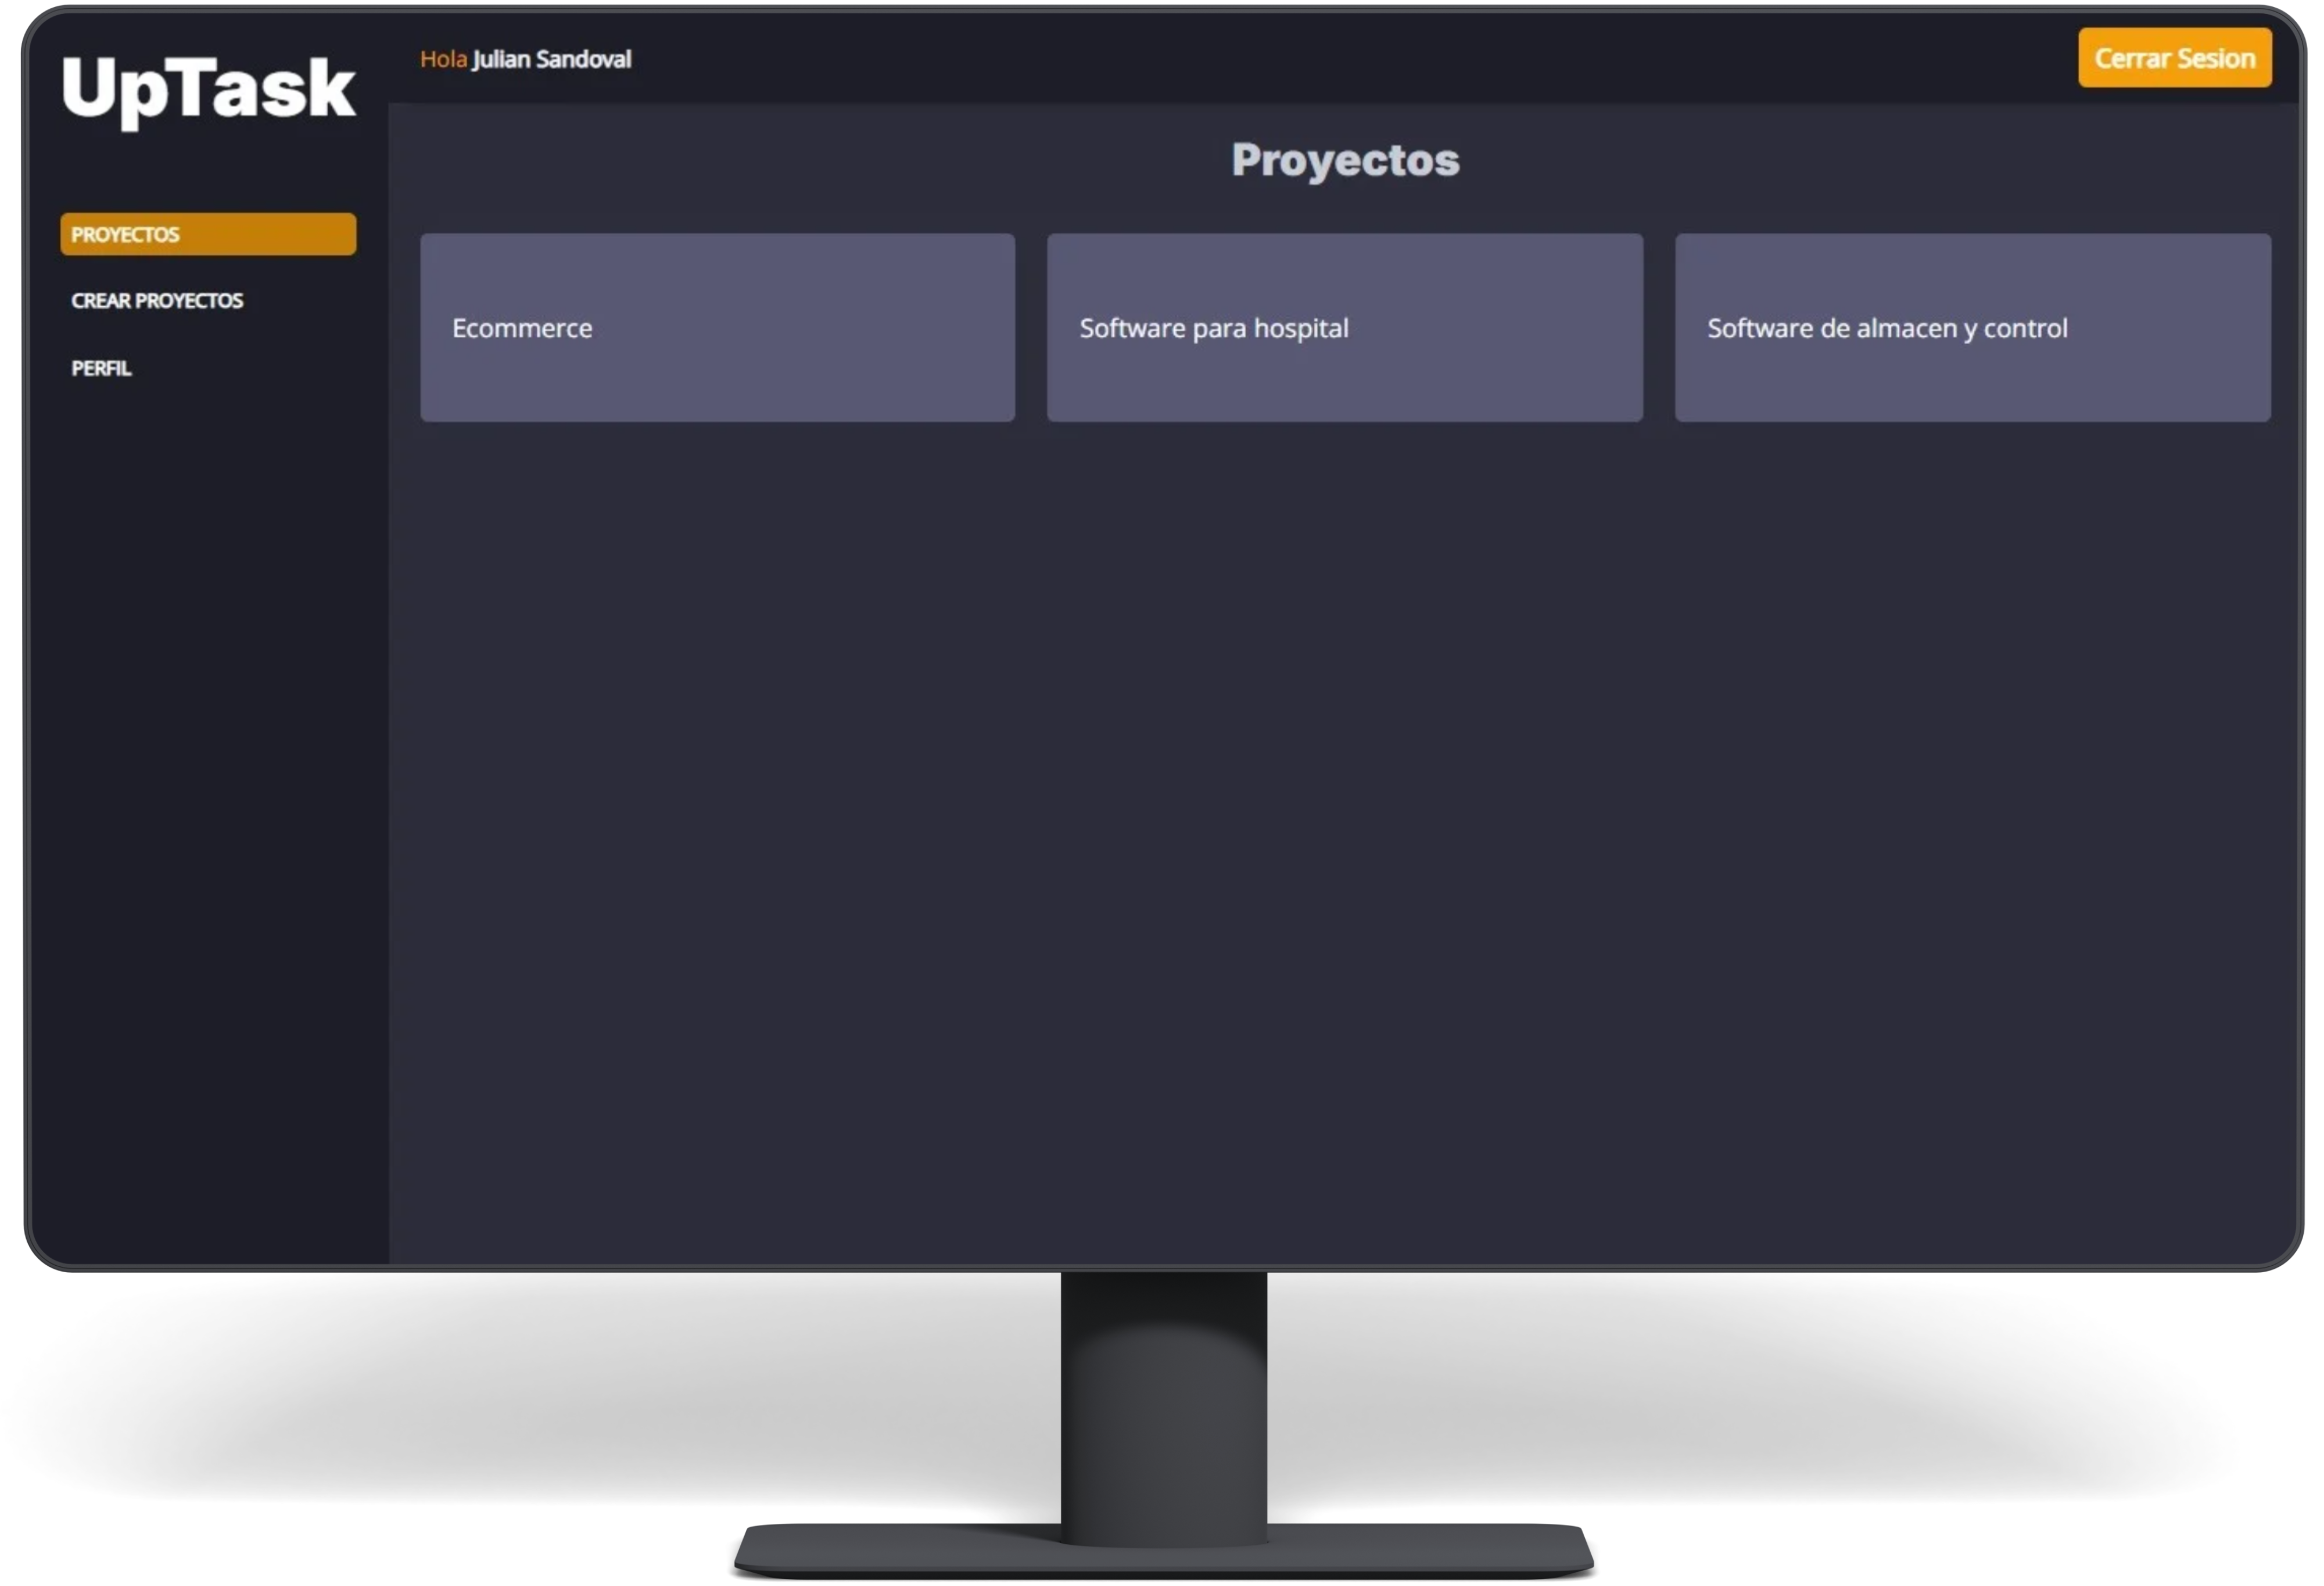 UpTask
Hola Julian Sandoval
Cerrar Sesion
PROYECTOS
CREAR PROYECTOS
PERFIL
Proyectos
Ecommerce
Software para hospital
Software de almacen y control